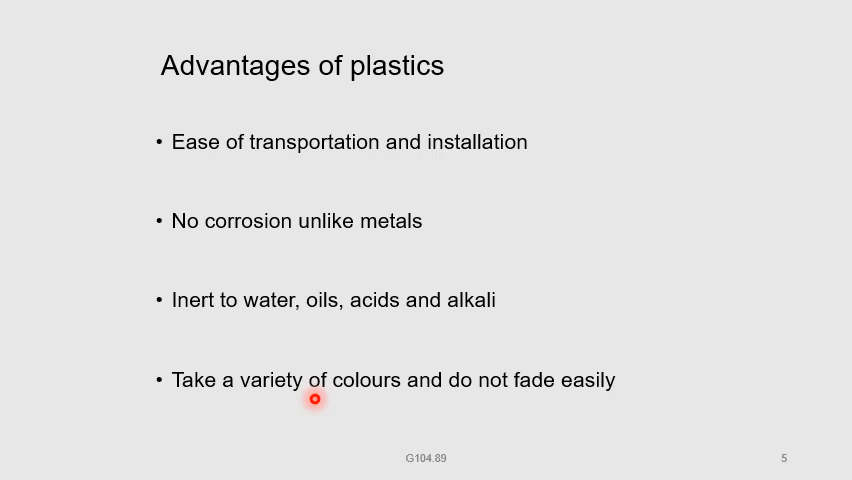 Advantages of plastics
• Ease of transportation and installation
• No corrosion unlike metals
• Inert to water, oils, acids and alkali
• Take a variety of colours and do not fade easily
G104.89
5